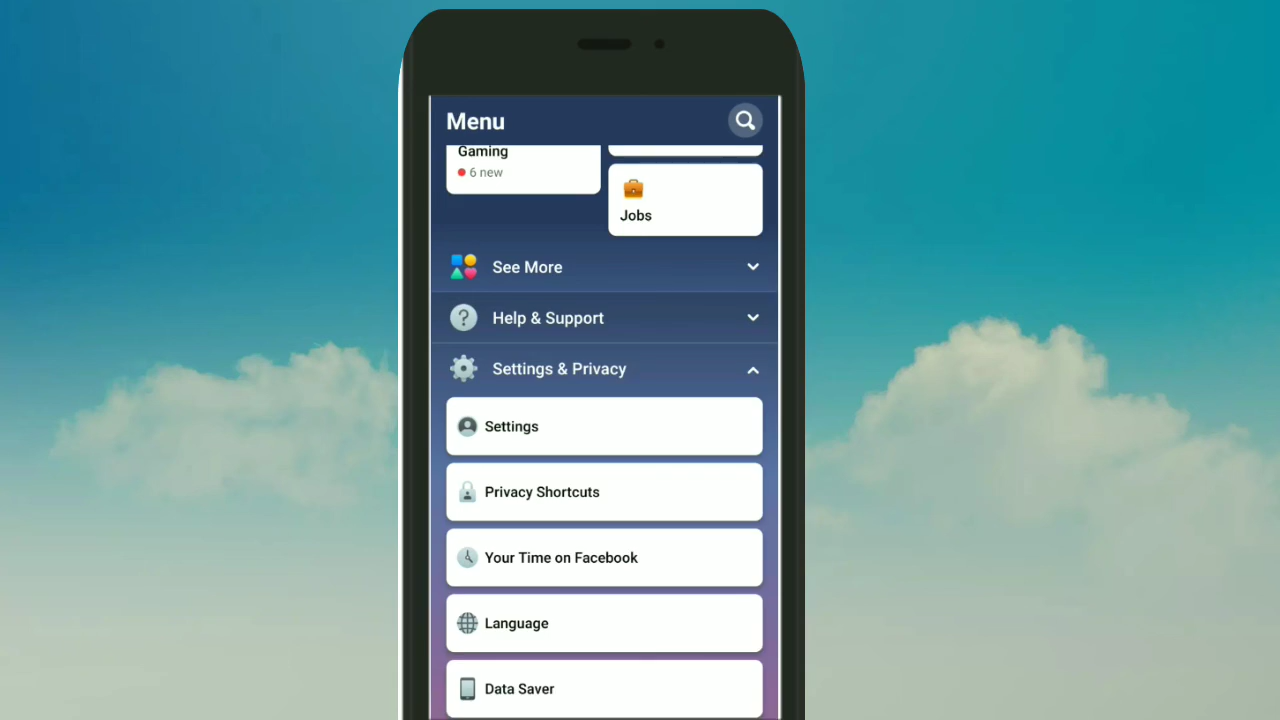 Menu
Gaming
6 new
Jobs
See More
Help & Support
Settings & Privacy
Settings
Privacy Shortcuts
Your Time on Facebook
Language
Data Saver